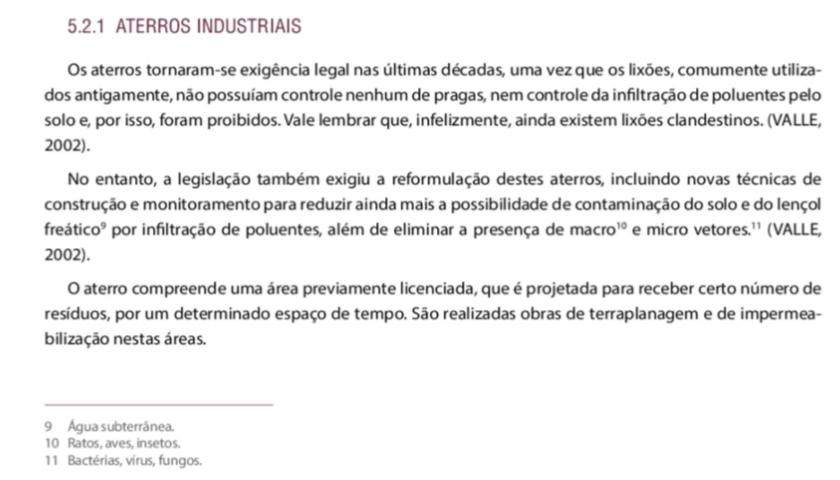 5.2.1 ATERROS INDUSTRIAIS
Os aterros tornaram-se exigência legal nas últimas décadas, uma vez que os lixões, comumente utiliza-
dos antigamente, não possuíam controle nenhum de pragas, nem controle da infiltração de poluentes pelo
solo e, por isso, foram proibidos. Vale lembrar que, infelizmente, ainda existem lixões clandestinos. (VALLE,
2002).
No entanto, a legislação também exigiu a reformulação destes aterros, incluindo novas técnicas de
construção e monitoramento para reduzir ainda mais a possibilidade de contaminação do solo e do lençol
freático⁹ por infiltração de poluentes, além de eliminar a presença de macro¹⁰ e micro vetores.¹¹ (VALLE,
2002).
O aterro compreende uma área previamente licenciada, que é projetada para receber certo número de
resíduos, por um determinado espaço de tempo. São realizadas obras de terraplanagem e de impermea-
bilização nestas áreas.
9 Água subterrânea.
10 Ratos, aves, insetos.
11 Bactérias, vírus, fungos.